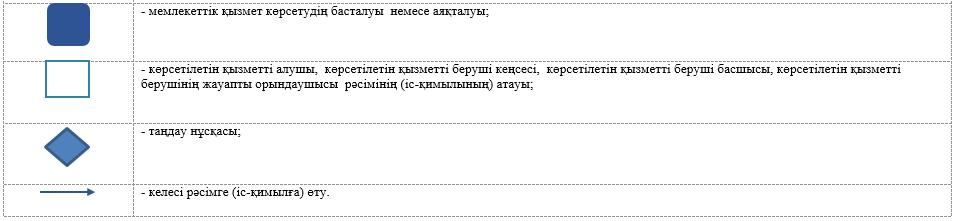 - мемлекеттік қызмет көрсетудің басталуы немесе аяқталуы;
- көрсетілетін қызметті алушы, көрсетілетін қызметті беруші кеңсесі, көрсетілетін қызметті беруші басшысы, көрсетілетін қызметті
берушінің жауапты орындаушысы рәсімінің (іс-қимылының) атауы;
- таңдау нұсқасы;
- келесі рәсімге (іс-қимылға) өту.